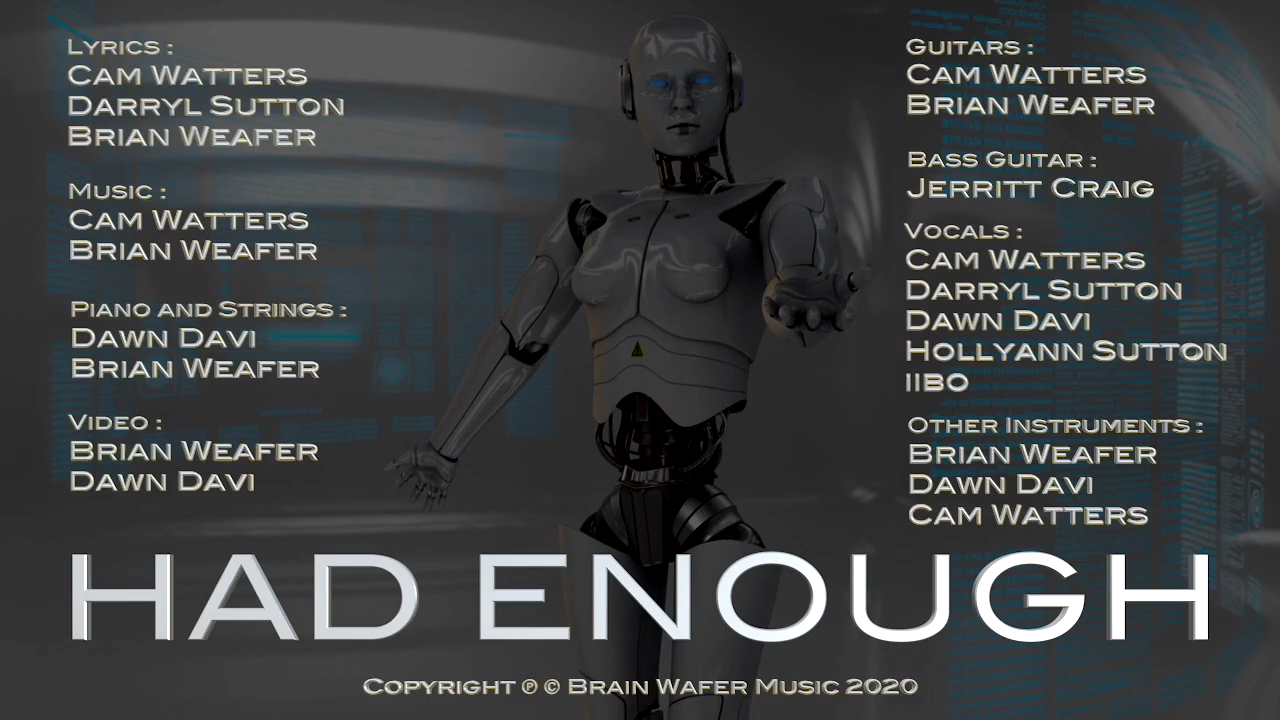 Lyrics :
Cam Watters
Darryl Sutton
Brian Weafer
Music :
Cam Watters
Brian Weafer
Piano and Strings :
Dawn Davi
Brian Weafer
Video :
Brian Weafer
Dawn Davi
Guitars :
Cam Watters
Brian Weafer
Bass Guitar :
Jerritt Craig
Vocals :
Cam Watters
Darryl Sutton
Dawn Davi
Hollyann Sutton
IIBO
Other Instruments :
Brian Weafer
Dawn Davi
Cam Watters
HAD ENOUGH
Copyright ℗ © Brain Wafer Music 2020